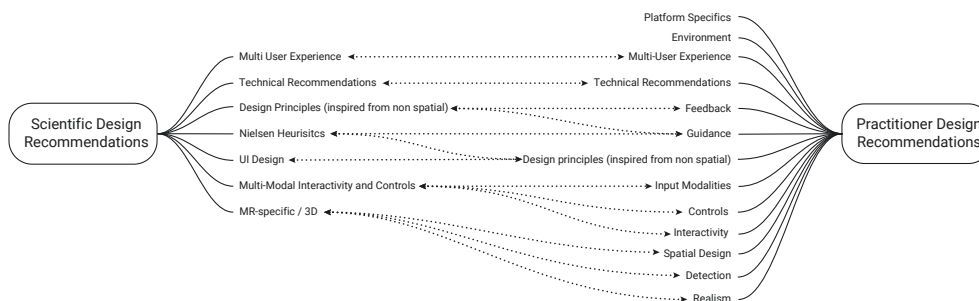 Scientific Design
Recommendations
Multi User Experience
Technical Recommendations
Design Principles (inspired from non spatial)
Nielsen Heurisitcs
UI Design
Multi-Modal Interactivity and Controls
MR-specific / 3D
Platform Specifics
Environment
Multi-User Experience
Technical Recommendations
Feedback
Guidance
Design principles (inspired from non spatial)
Input Modalities
Controls
Interactivity
Spatial Design
Detection
Realism
Practitioner Design
Recommendations